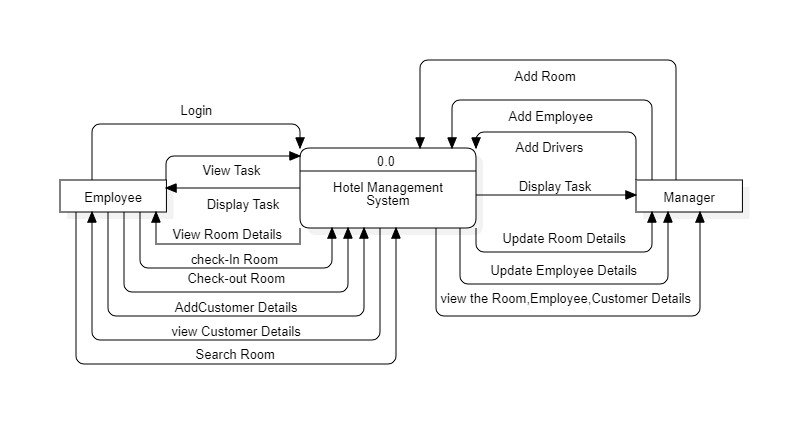 Add Room
Login
Add Employee
Add Drivers
0.0
View Task
Hotel Management
System
Display Task
Employee
Manager
Display Task
View Room Details
Update Room Details
check-In Room
Update Employee Details
Check-out Room
view the Room,Employee,Customer Details
AddCustomer Details
view Customer Details
Search Room